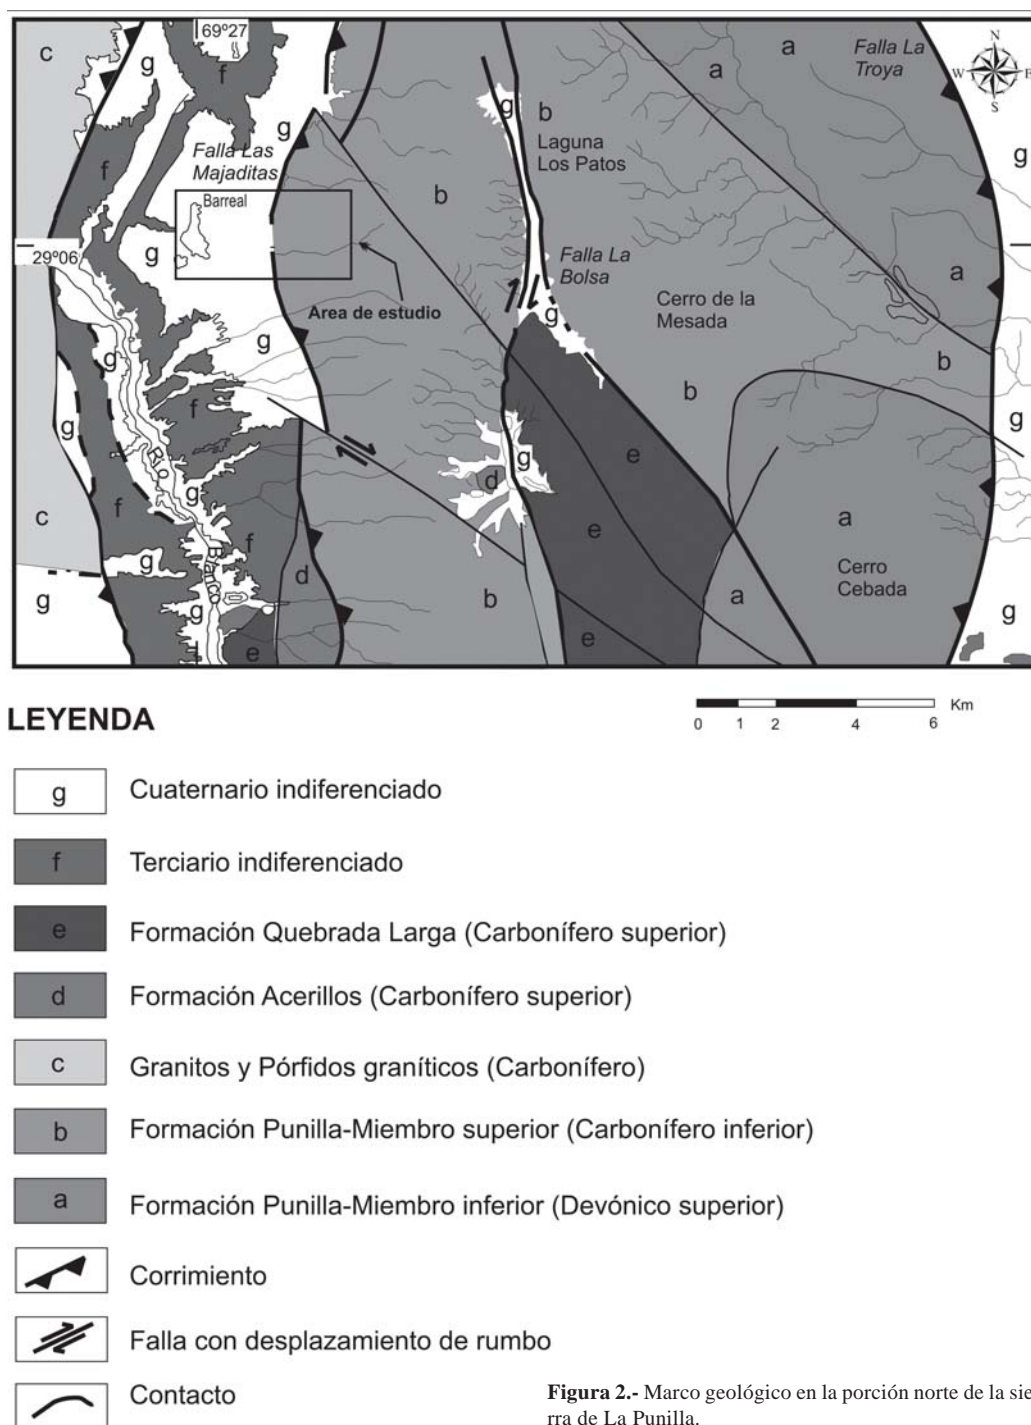 69º27
N
W
E
S
c
g
f
a
a
Falla La
Troya
g
g
b
Laguna
Los Patos
f
Falla Las
Majaditas
g
b
Barreal
29º06
g
Falla La
Bolsa
a
Area de estudio
Cerro de la
Mesada
g
g
g
f
b
b
g
g
e
g
d
f
Río
g
c
f
g
f
d
e
a
Cerro
Cebada
Blanco
g
g
b
a
g
e
e
LEYENDA
0 1 2 4 6 Km
g Cuaternario indiferenciado
f Terciario indiferenciado
e Formación Quebrada Larga (Carbonífero superior)
d Formación Acerillos (Carbonífero superior)
c Granitos y Pórfidos graníticos (Carbonífero)
b Formación Punilla-Miembro superior (Carbonífero inferior)
a Formación Punilla-Miembro inferior (Devónico superior)
Corrimiento
Falla con desplazamiento de rumbo
Contacto
Figura 2.- Marco geológico en la porción norte de la sie-
rra de La Punilla.